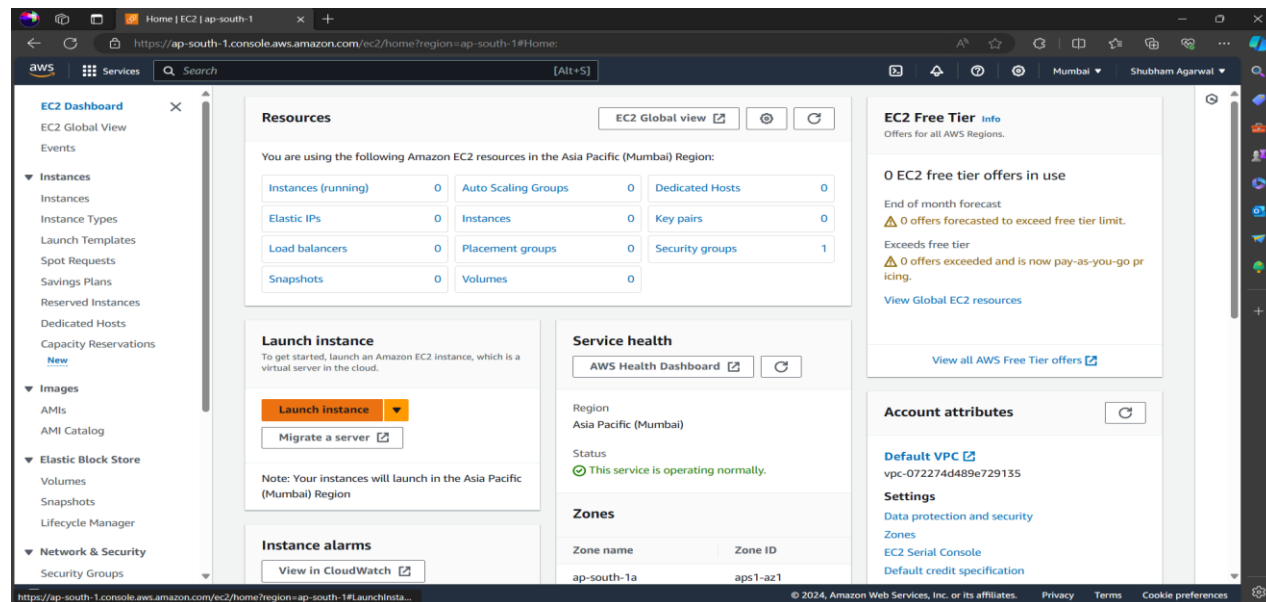 Home | EC2 | ap-south-1
https://ap-south-1.console.aws.amazon.com/ec2/home?region=ap-south-1#Home:
aws
Services
Search
[Alt+S]
Mumbai
Shubham Agarwal
EC2 Dashboard
EC2 Global View
Events
Instances
Instances
Instance Types
Launch Templates
Spot Requests
Savings Plans
Reserved Instances
Dedicated Hosts
Capacity Reservations
New
Images
AMIs
AMI Catalog
Elastic Block Store
Volumes
Snapshots
Lifecycle Manager
Network & Security
Security Groups
Resources
EC2 Global view
You are using the following Amazon EC2 resources in the Asia Pacific (Mumbai) Region:
Instances (running) 0
Auto Scaling Groups 0
Dedicated Hosts 0
Elastic IPs 0
Instances 0
Key pairs 0
Load balancers 0
Placement groups 0
Security groups 1
Snapshots 0
Volumes 0
Launch instance
To get started, launch an Amazon EC2 instance, which is a
virtual server in the cloud.
Launch instance
Migrate a server
Note: Your instances will launch in the Asia Pacific
(Mumbai) Region
Instance alarms
View in CloudWatch
Service health
AWS Health Dashboard
Region
Asia Pacific (Mumbai)
Status
This service is operating normally.
Zones
Zone name
Zone ID
ap-south-1a
aps1-az1
EC2 Free Tier Info
Offers for all AWS Regions.
0 EC2 free tier offers in use
End of month forecast
0 offers forecasted to exceed free tier limit.
Exceeds free tier
0 offers exceeded and is now pay-as-you-go pr
icing.
View Global EC2 resources
View all AWS Free Tier offers
Account attributes
Default VPC
vpc-072274d489e729135
Settings
Data protection and security
Zones
EC2 Serial Console
Default credit specification
https://ap-south-1.console.aws.amazon.com/ec2/home?region=ap-south-1#LaunchInsta...
© 2024, Amazon Web Services, Inc. or its affiliates.
Privacy
Terms
Cookie preferences